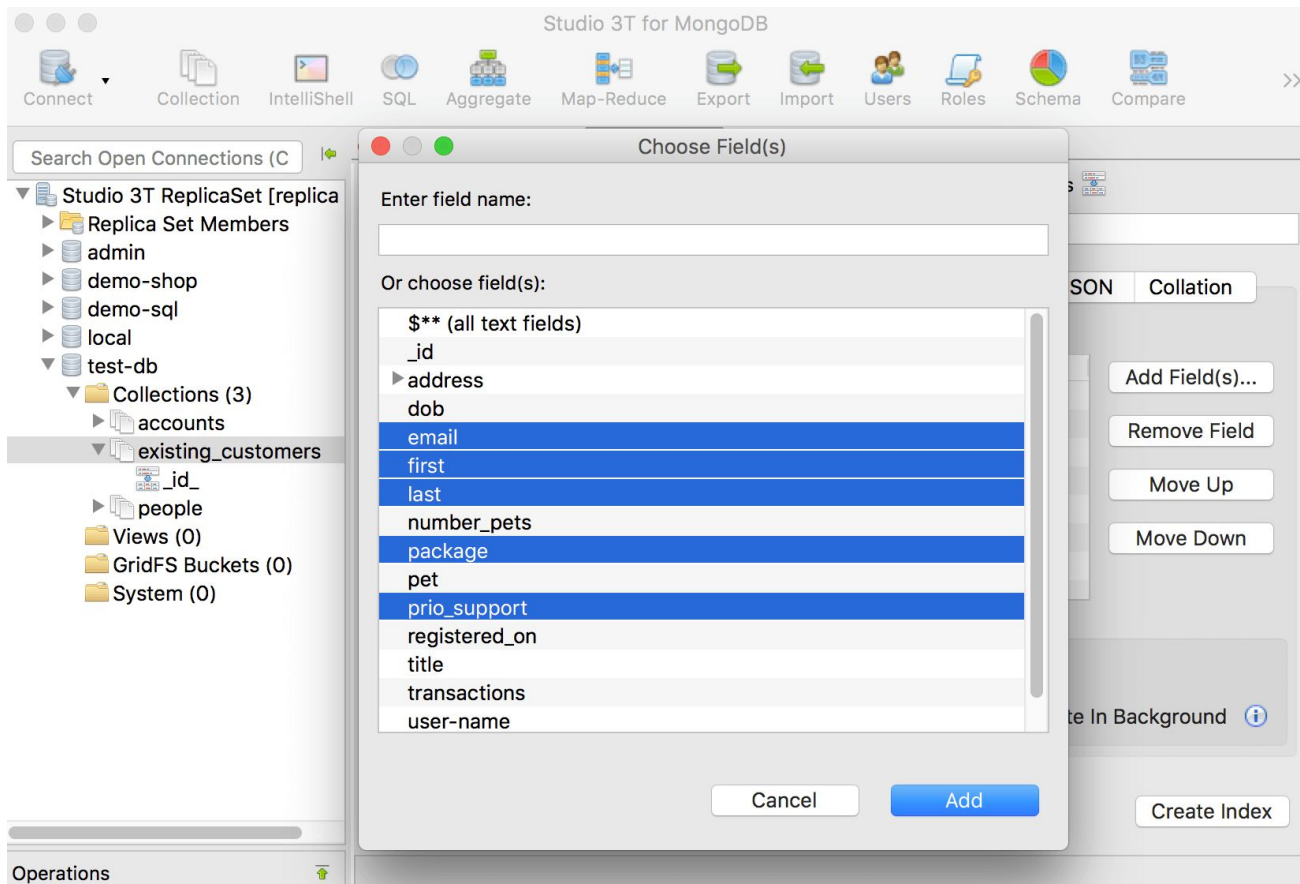 Studio 3T for MongoDB
Connect
Collection
IntelliShell
SQL
Aggregate
Map-Reduce
Export
Import
Users
Roles
Schema
Compare
Search Open Connections (C
Studio 3T ReplicaSet [replica
Replica Set Members
admin
demo-shop
demo-sql
local
test-db
Collections (3)
accounts
existing_customers
_id_
people
Views (0)
GridFS Buckets (0)
System (0)
Operations
Choose Field(s)
Enter field name:
Or choose field(s):
$** (all text fields)
_id
address
dob
email
first
last
number_pets
package
pet
prio_support
registered_on
title
transactions
user-name
Cancel
Add
s
SON
Collation
Add Field(s)...
Remove Field
Move Up
Move Down
te In Background
Create Index